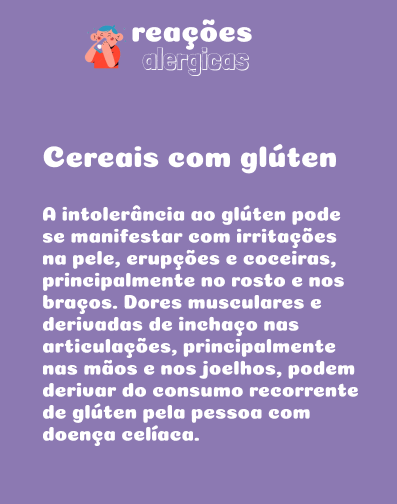 reações
alergicas
Cereais com glúten
A intolerância ao glúten pode
se manifestar com irritações
na pele, erupções e coceiras,
principalmente no rosto e nos
braços. Dores musculares e
derivadas de inchaço nas
articulações, principalmente
nas mãos e nos joelhos, podem
derivar do consumo recorrente
de glúten pela pessoa com
doença celíaca.